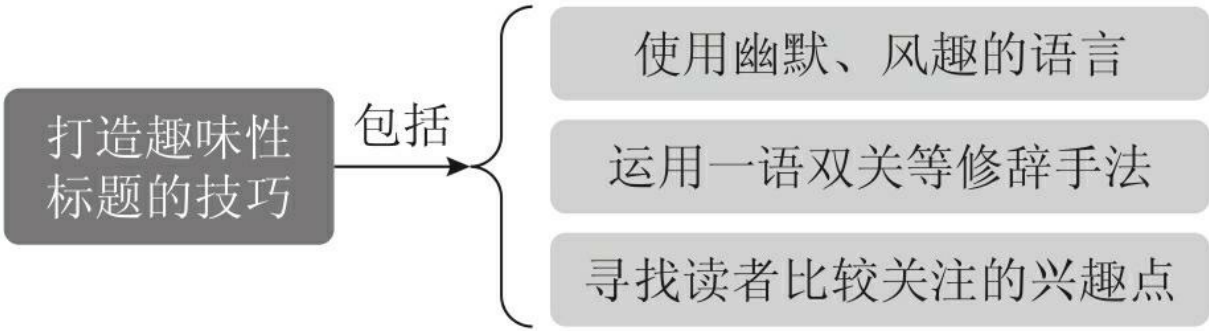 打造趣味性
标题的技巧
包括
使用幽默、风趣的语言
运用一语双关等修辞手法
寻找读者比较关注的兴趣点